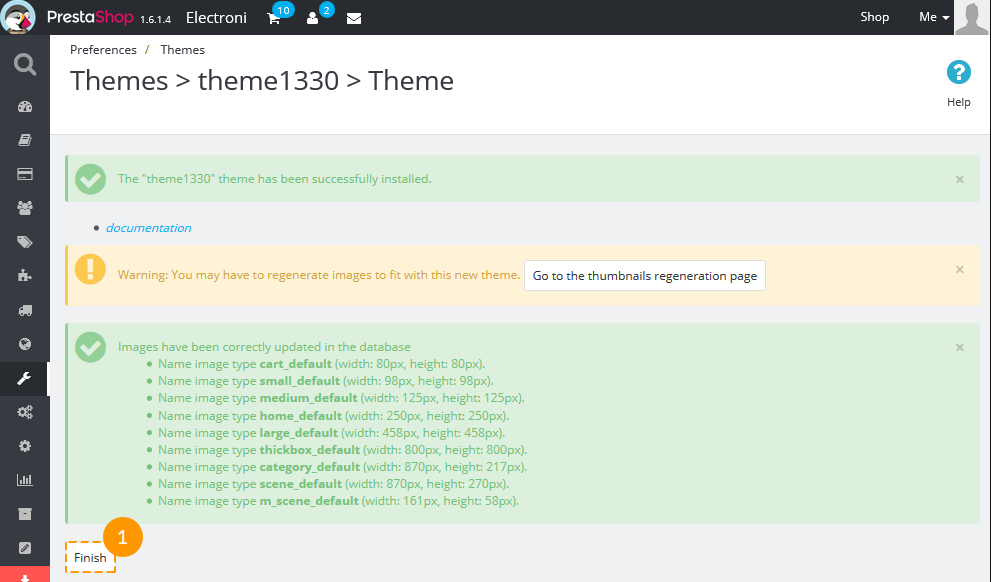 PrestaShop 1.6.1.4 Electroni 10 2 Shop Me
Preferences / Themes
Themes > theme1330 > Theme
?
Help
The "theme1330" theme has been successfully installed. ×
• documentation
! Warning: You may have to regenerate images to fit with this new theme. Go to the thumbnails regeneration page ×
Images have been correctly updated in the database ×
• Name image type cart_default (width: 80px, height: 80px).
• Name image type small_default (width: 98px, height: 98px).
• Name image type medium_default (width: 125px, height: 125px).
• Name image type home_default (width: 250px, height: 250px).
• Name image type large_default (width: 458px, height: 458px).
• Name image type thickbox_default (width: 800px, height: 800px).
• Name image type category_default (width: 870px, height: 217px).
• Name image type scene_default (width: 870px, height: 270px).
• Name image type m_scene_default (width: 161px, height: 58px).
1
Finish